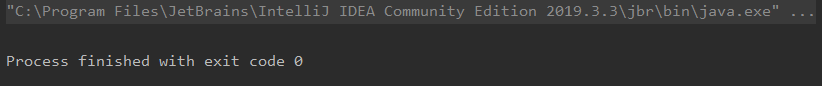 "C:\Program Files\JetBrains\IntelliJ IDEA Community Edition 2019.3.3\jbr\bin\java.exe" ...
Process finished with exit code 0